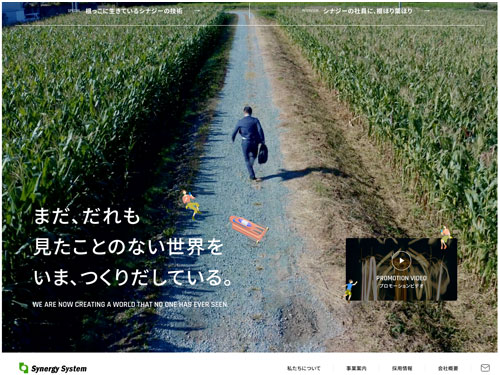 根っこに生きているシナジーの技術
シナジーの社員に、根ほり葉ほり
まだ、だれも
見たことのない世界を
いま、つくりだしている。
WE ARE NOW CREATING A WORLD THAT NO ONE HAS EVER SEEN
PROMOTION VIDEO
プロモーションビデオ
Synergy System
私たちについて
事業案内
採用情報
会社概要